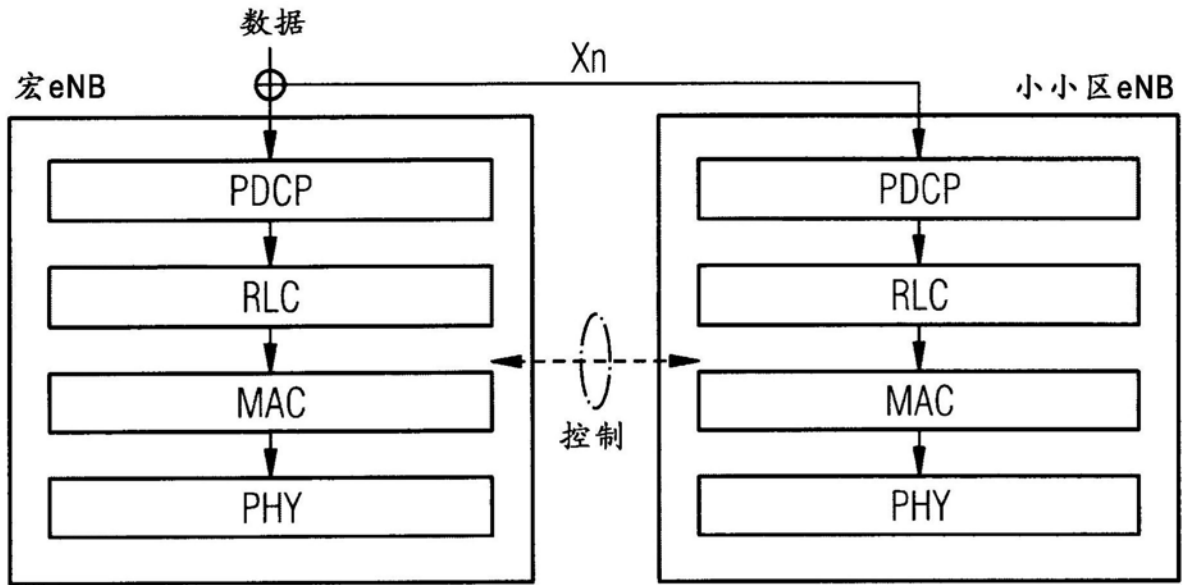 数据
Xn
宏eNB
小小区eNB
PDCP
PDCP
RLC
RLC
MAC
MAC
控制
PHY
PHY